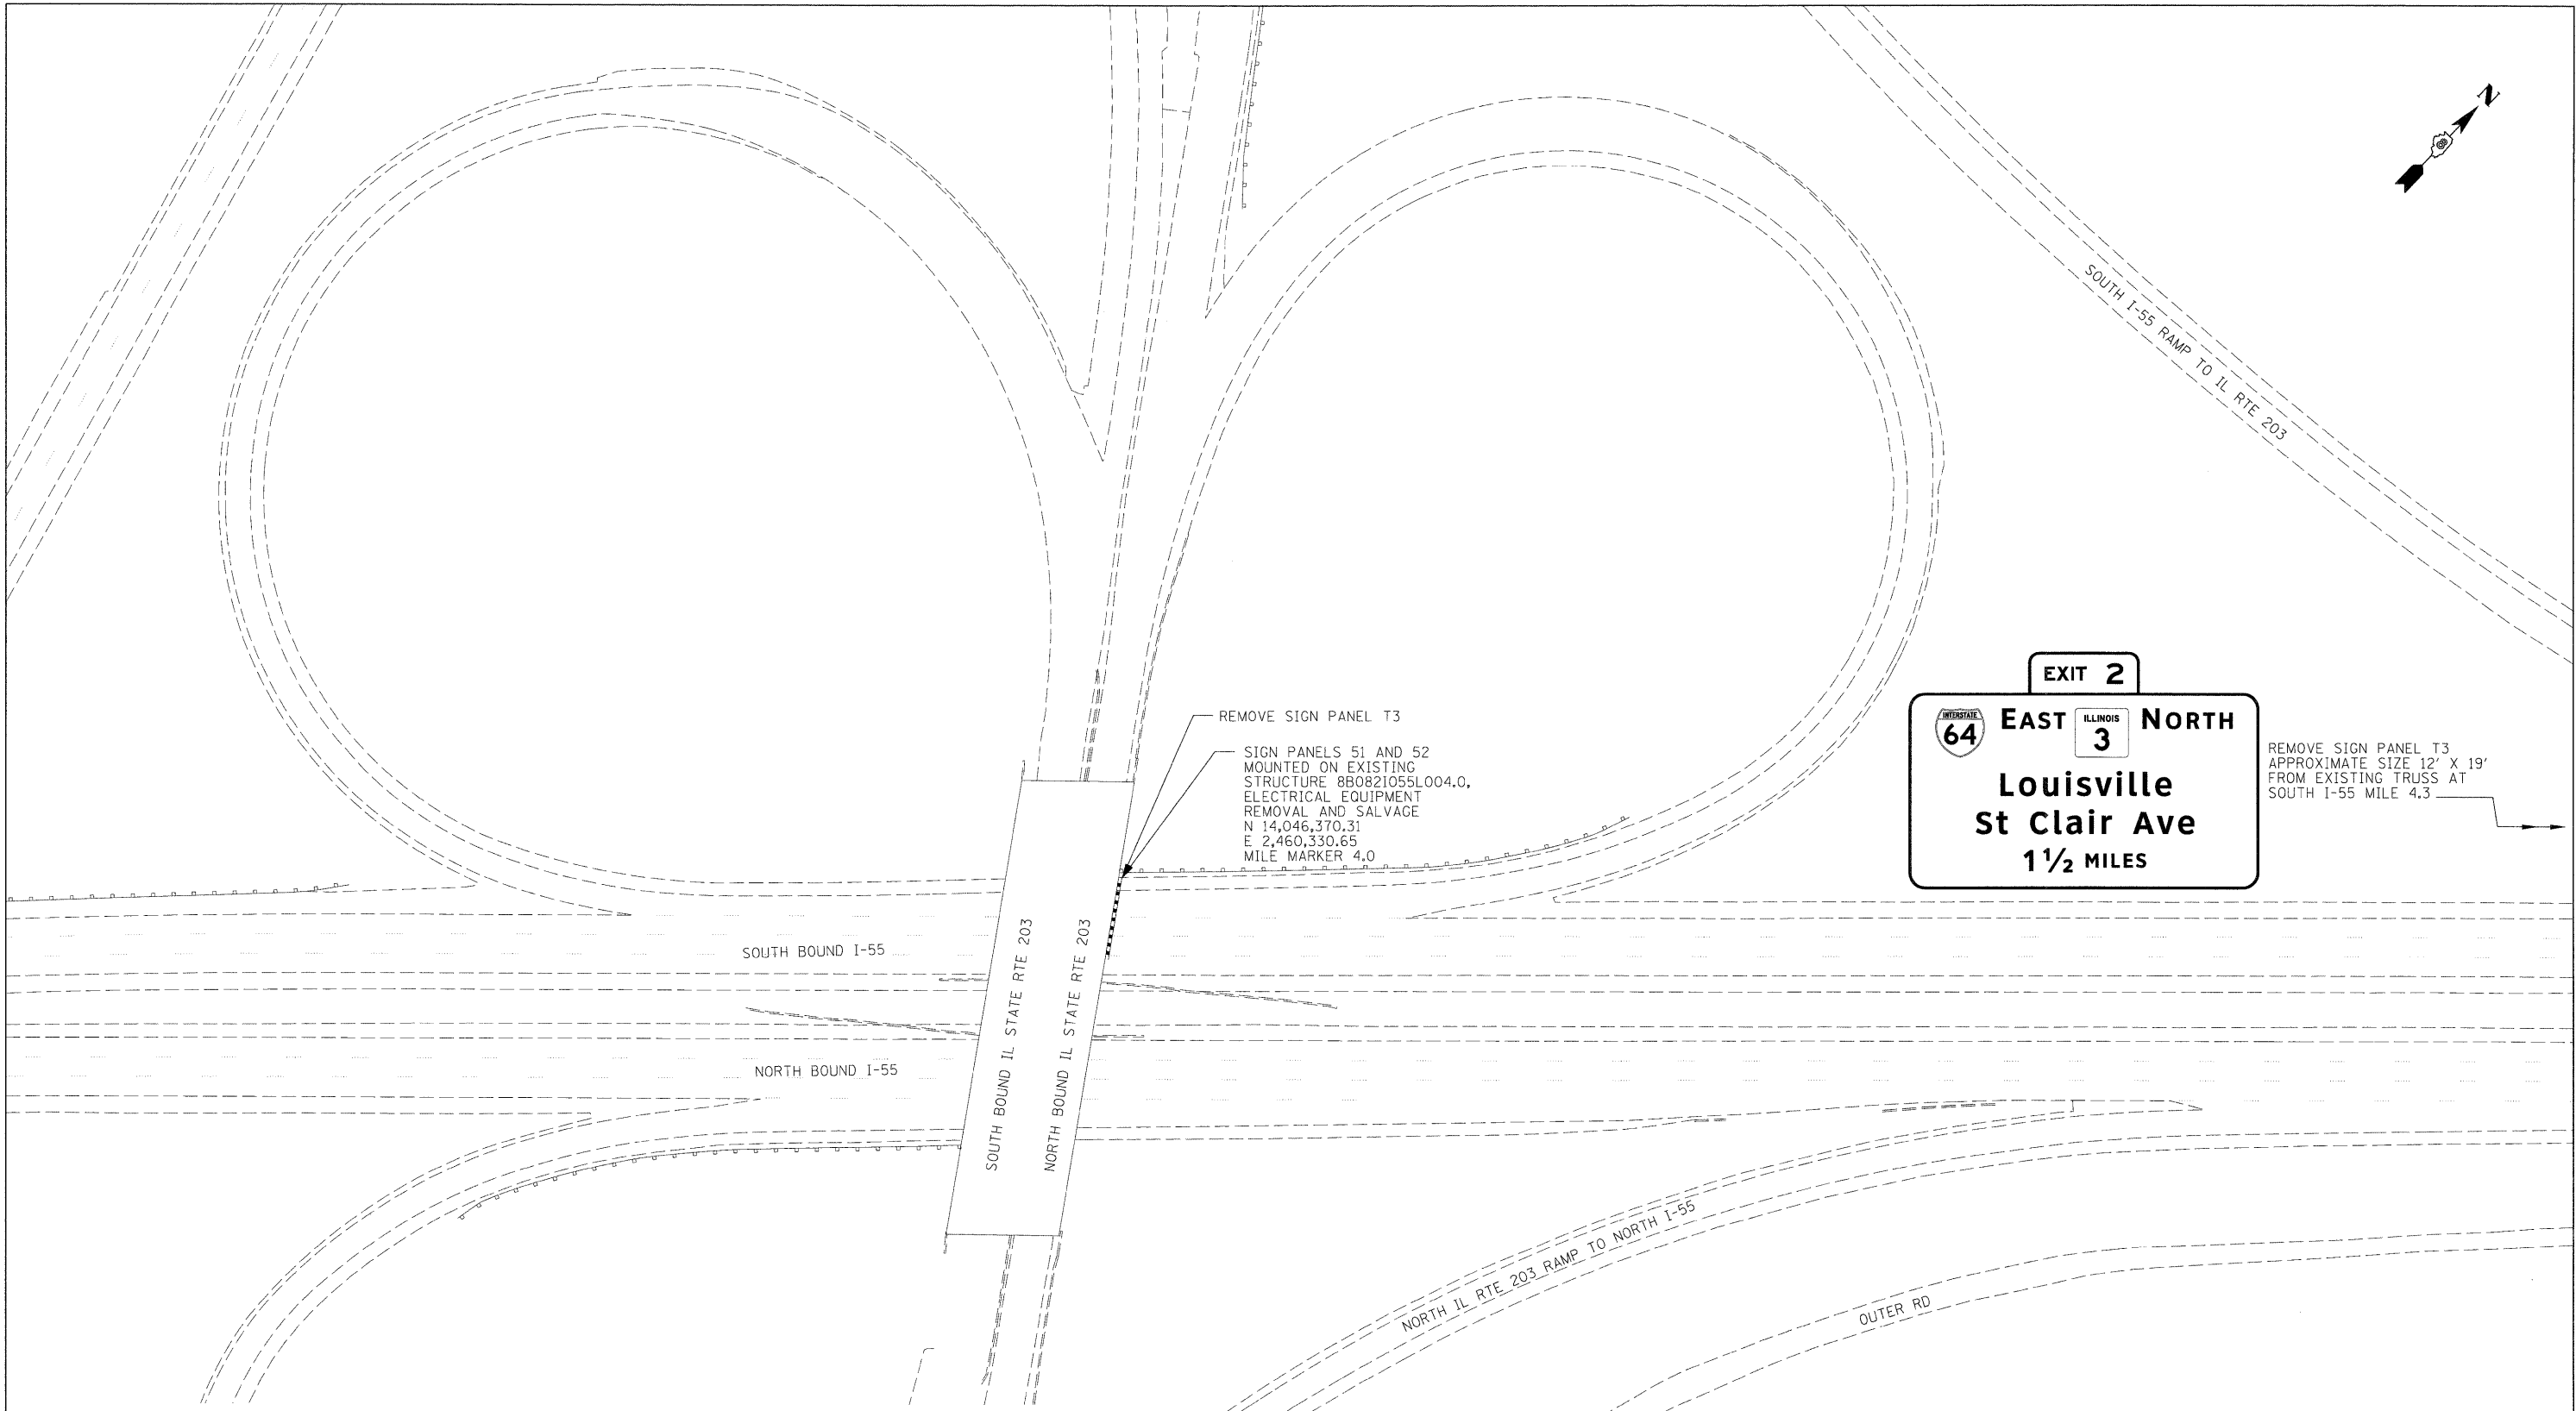 N
SOUTH I-55 RAMP TO IL RTE 203
EXIT 2
INTERSTATE 64 EAST ILLINOIS 3 NORTH
Louisville
St Clair Ave
1 1/2 MILES
REMOVE SIGN PANEL T3
APPROXIMATE SIZE 12' X 19'
FROM EXISTING TRUSS AT
SOUTH I-55 MILE 4.3
REMOVE SIGN PANEL T3
SIGN PANELS 51 AND 52
MOUNTED ON EXISTING
STRUCTURE 8B082I055L004.0,
ELECTRICAL EQUIPMENT
REMOVAL AND SALVAGE
N 14,046,370.31
E 2,460,330.65
MILE MARKER 4.0
SOUTH BOUND I-55
SOUTH BOUND IL STATE RTE 203
NORTH BOUND IL STATE RTE 203
NORTH BOUND I-55
NORTH IL RTE 203 RAMP TO NORTH I-55
OUTER RD